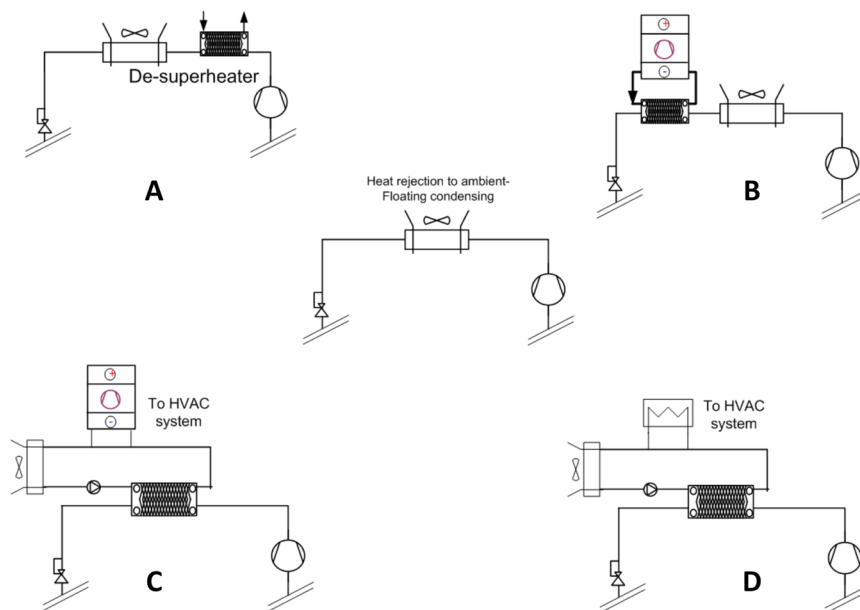 De-superheater
A
B
Heat rejection to ambient-
Floating condensing
To HVAC
system
C
To HVAC
system
D